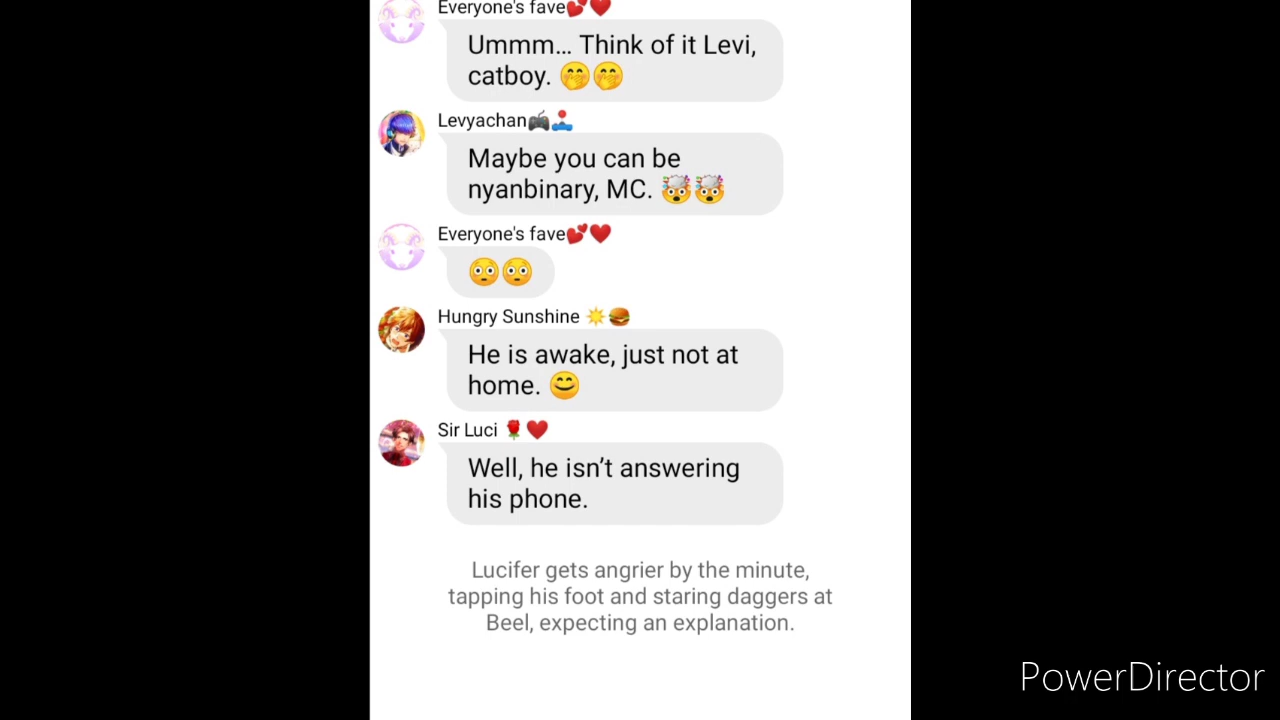 Everyone's fave💕❤️
Ummm... Think of it Levi,
catboy. 🤭🤭
Levyachan🎮🕹️
Maybe you can be
nyanbinary, MC. 🤯🤯
Everyone's fave💕❤️
😳😳
Hungry Sunshine ☀️🍔
He is awake, just not at
home. 😊
Sir Luci 🌹❤️
Well, he isn’t answering
his phone.
Lucifer gets angrier by the minute,
tapping his foot and staring daggers at
Beel, expecting an explanation.
PowerDirector